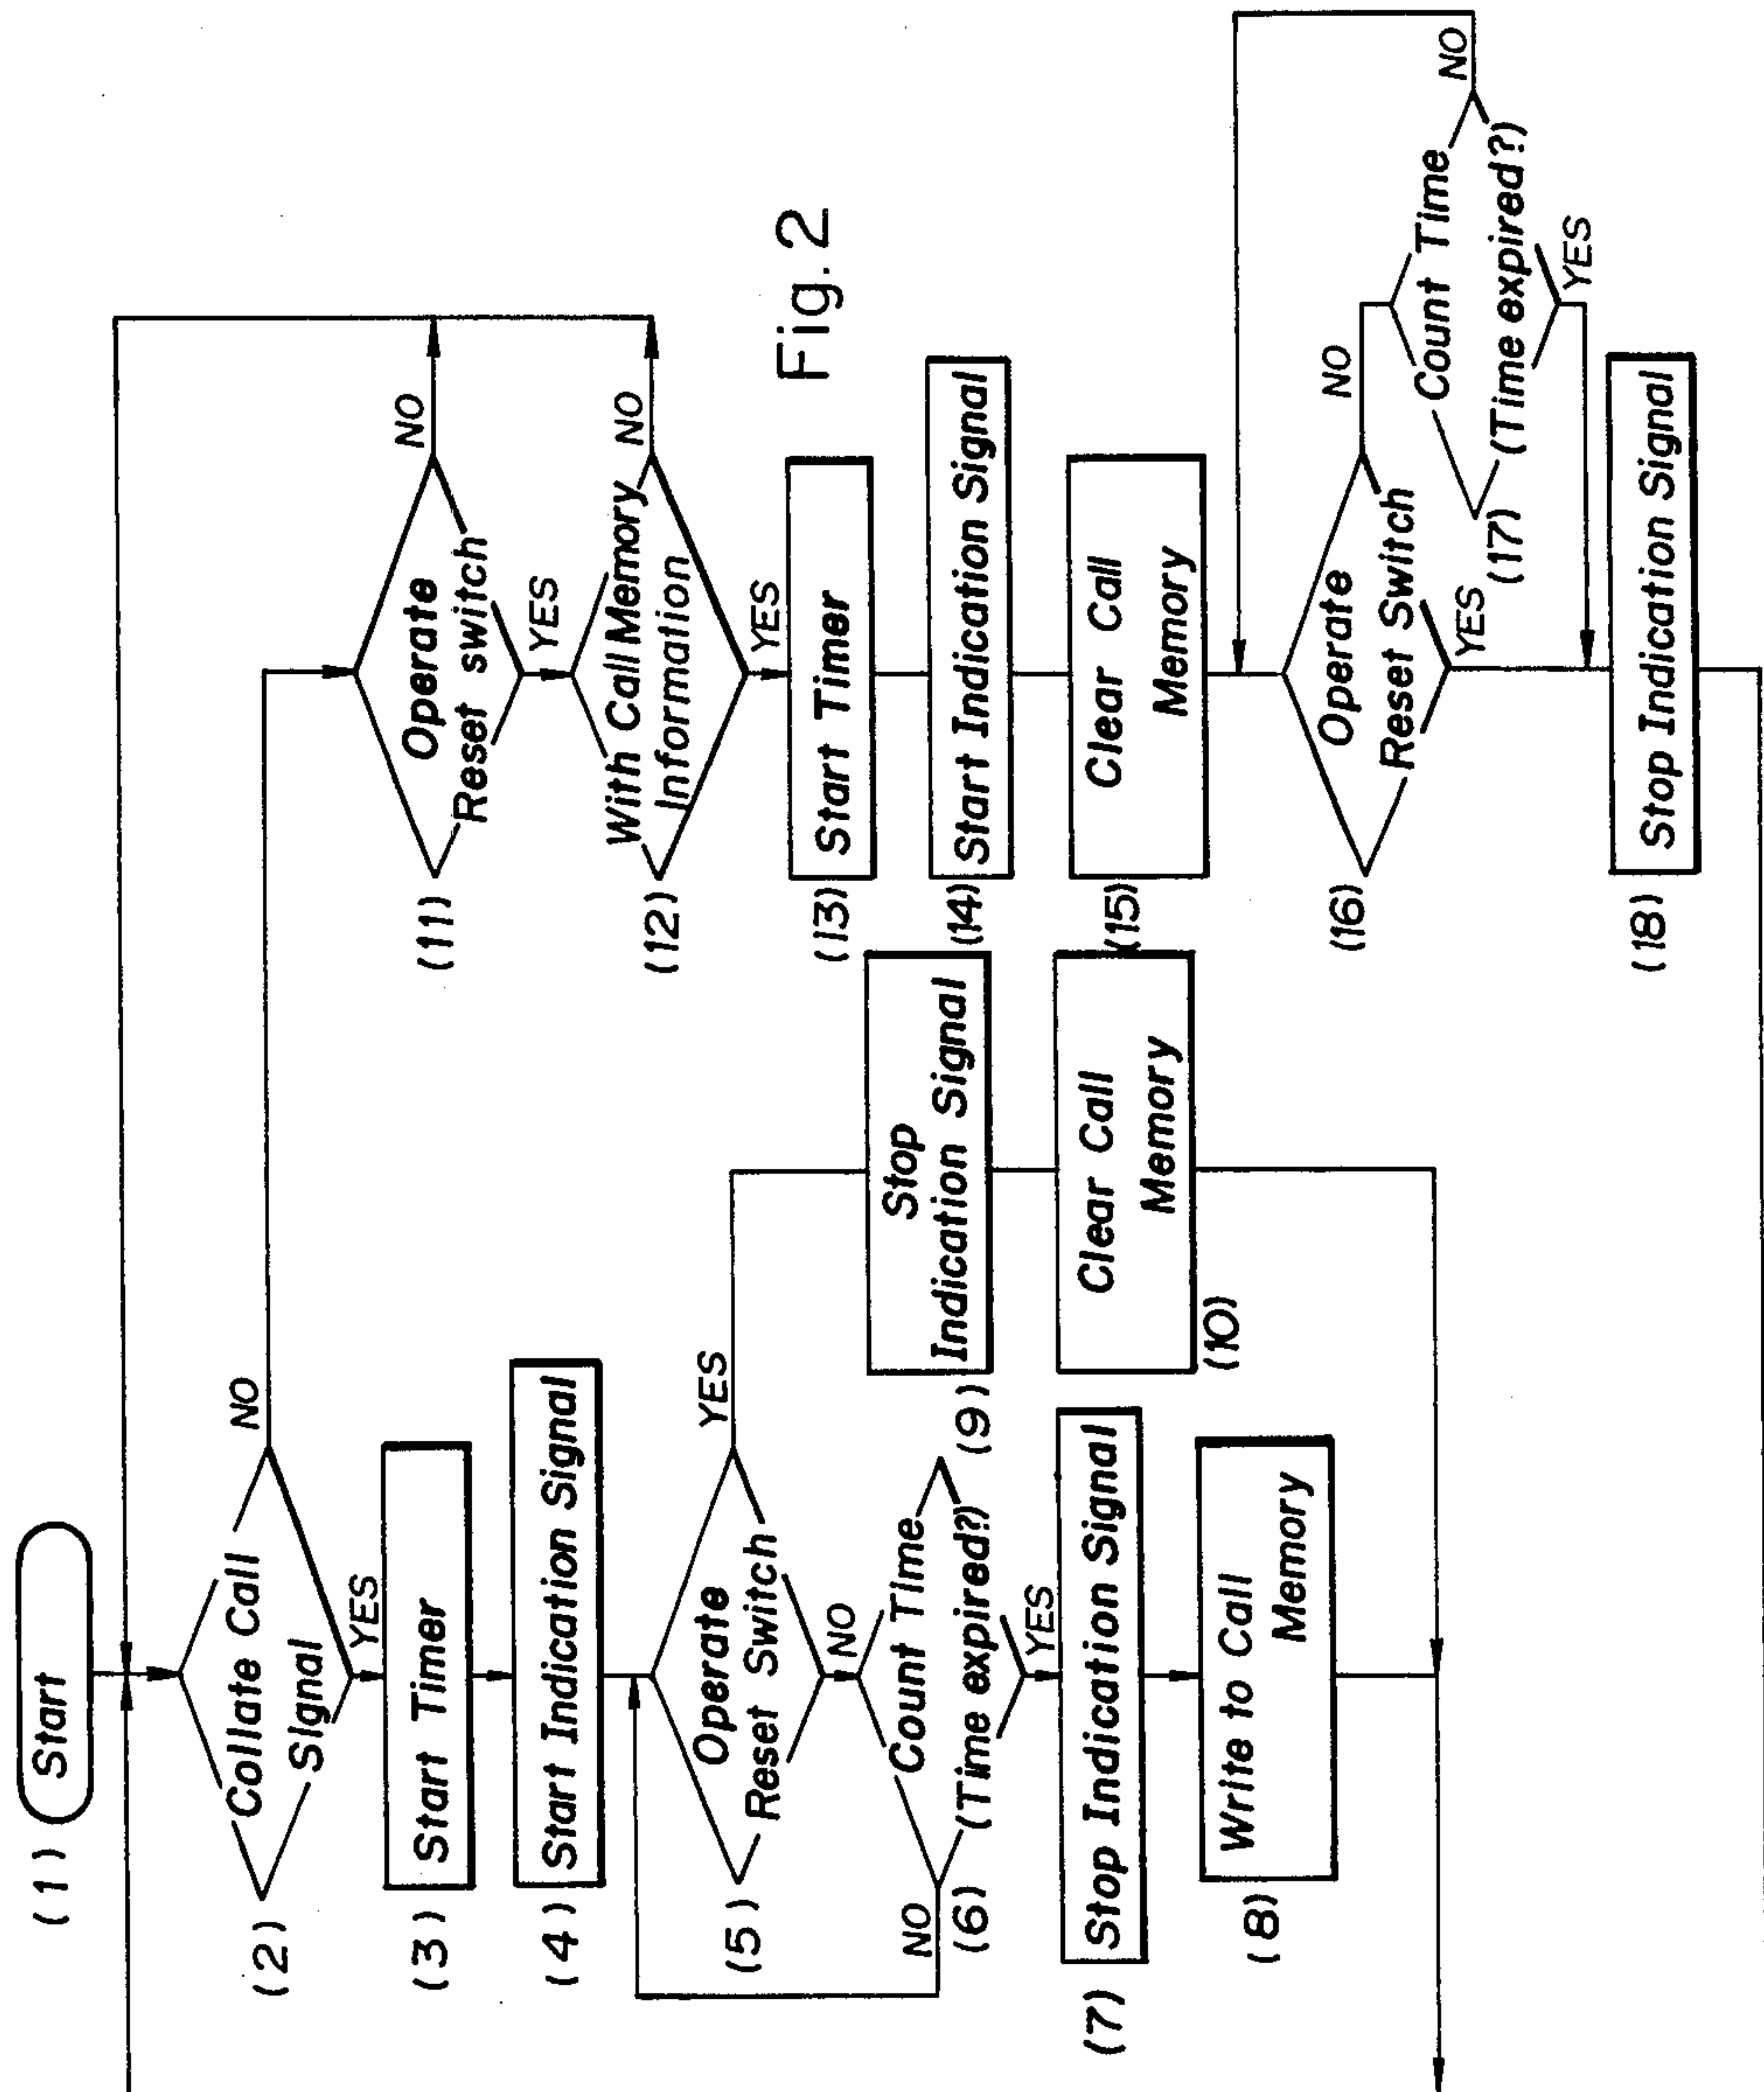 (1)
Start
(2)
Collate Call
Signal
NO
YES
(3)
Start Timer
(4)
Start Indication Signal
(5)
Operate
Reset Switch
YES
NO
(6)
Count Time
(Time expired?)
NO
YES
(7)
Stop Indication Signal
(8)
Write to Call
Memory
(9)
Stop
Indication Signal
(10)
Clear Call
Memory
(11)
Operate
Reset switch
NO
YES
(12)
With Call Memory
Information
NO
YES
(13)
Start Timer
(14)
Start Indication Signal
(15)
Clear Call
Memory
(16)
Operate
Reset Switch
NO
YES
(17)
Count Time
(Time expired?)
NO
YES
(18)
Stop Indication Signal
Fig. 2